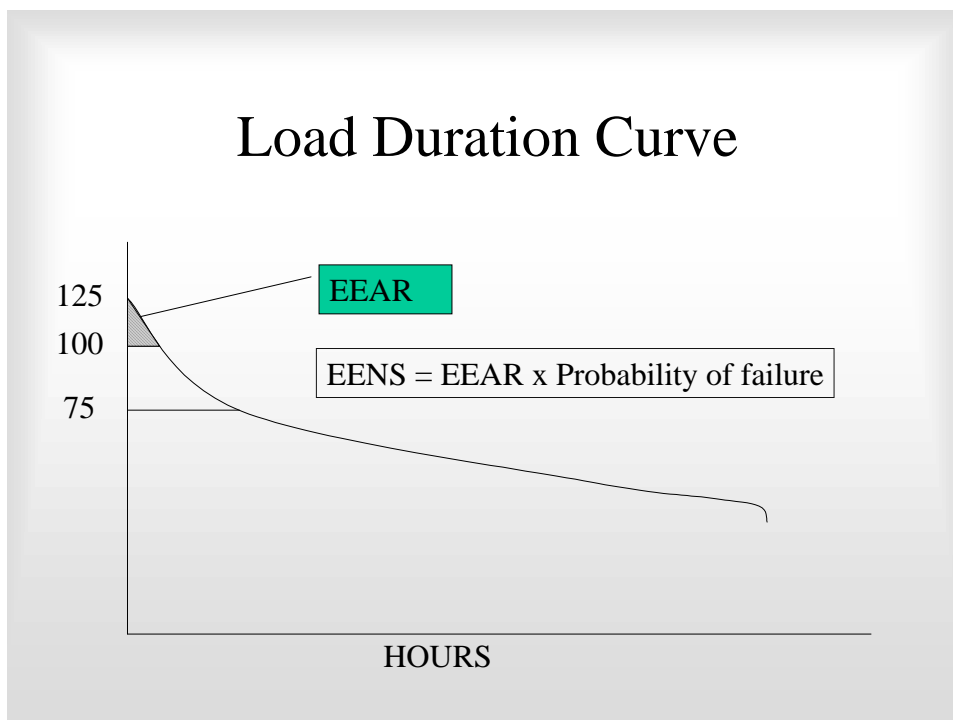 Load Duration Curve
125
EEAR
100
EENS = EEAR x Probability of failure
75
HOURS